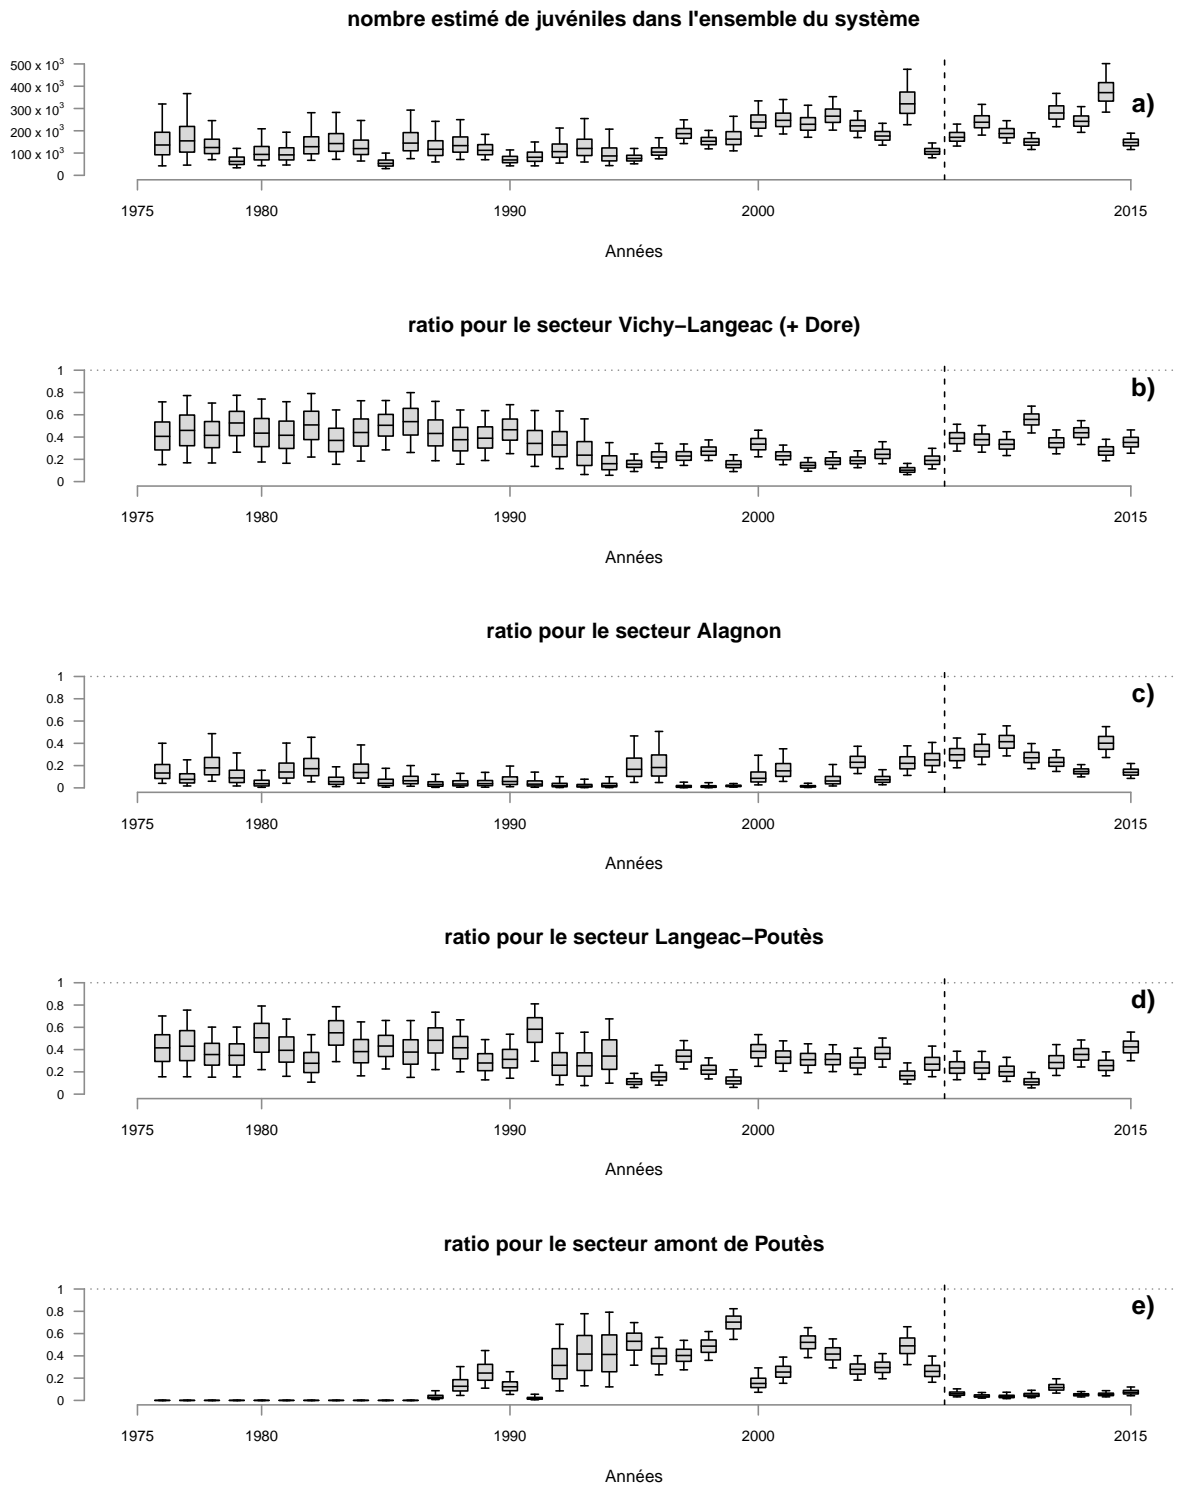 nombre estimé de juvéniles dans l'ensemble du système
500 x 10³
400 x 10³
300 x 10³
200 x 10³
100 x 10³
0
a)
1975 1980 1990 2000 2015
Années
ratio pour le secteur Vichy−Langeac (+ Dore)
1
0.8
0.6
0.4
0.2
0
b)
1975 1980 1990 2000 2015
Années
ratio pour le secteur Alagnon
1
0.8
0.6
0.4
0.2
0
c)
1975 1980 1990 2000 2015
Années
ratio pour le secteur Langeac−Poutès
1
0.8
0.6
0.4
0.2
0
d)
1975 1980 1990 2000 2015
Années
ratio pour le secteur amont de Poutès
1
0.8
0.6
0.4
0.2
0
e)
1975 1980 1990 2000 2015
Années